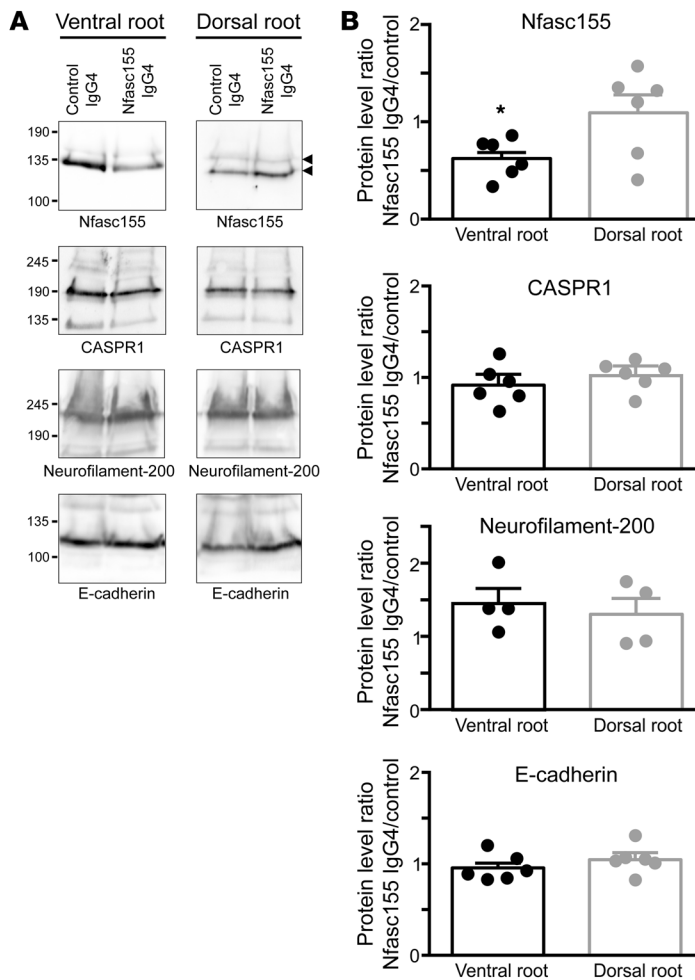 A
Ventral root
Dorsal root
Control
IgG4
Nfasc155
IgG4
Control
IgG4
Nfasc155
IgG4
190
135
100
Nfasc155
Nfasc155
245
190
135
CASPR1
CASPR1
245
190
Neurofilament-200
Neurofilament-200
135
100
E-cadherin
E-cadherin
B
Nfasc155
Protein level ratio
Nfasc155 IgG4/control
2
1
1
0
*
Ventral root
Dorsal root
CASPR1
Protein level ratio
Nfasc155 IgG4/control
2
1
1
0
Ventral root
Dorsal root
Neurofilament-200
Protein level ratio
Nfasc155 IgG4/control
2
1
1
0
Ventral root
Dorsal root
E-cadherin
Protein level ratio
Nfasc155 IgG4/control
2
1
1
0
Ventral root
Dorsal root